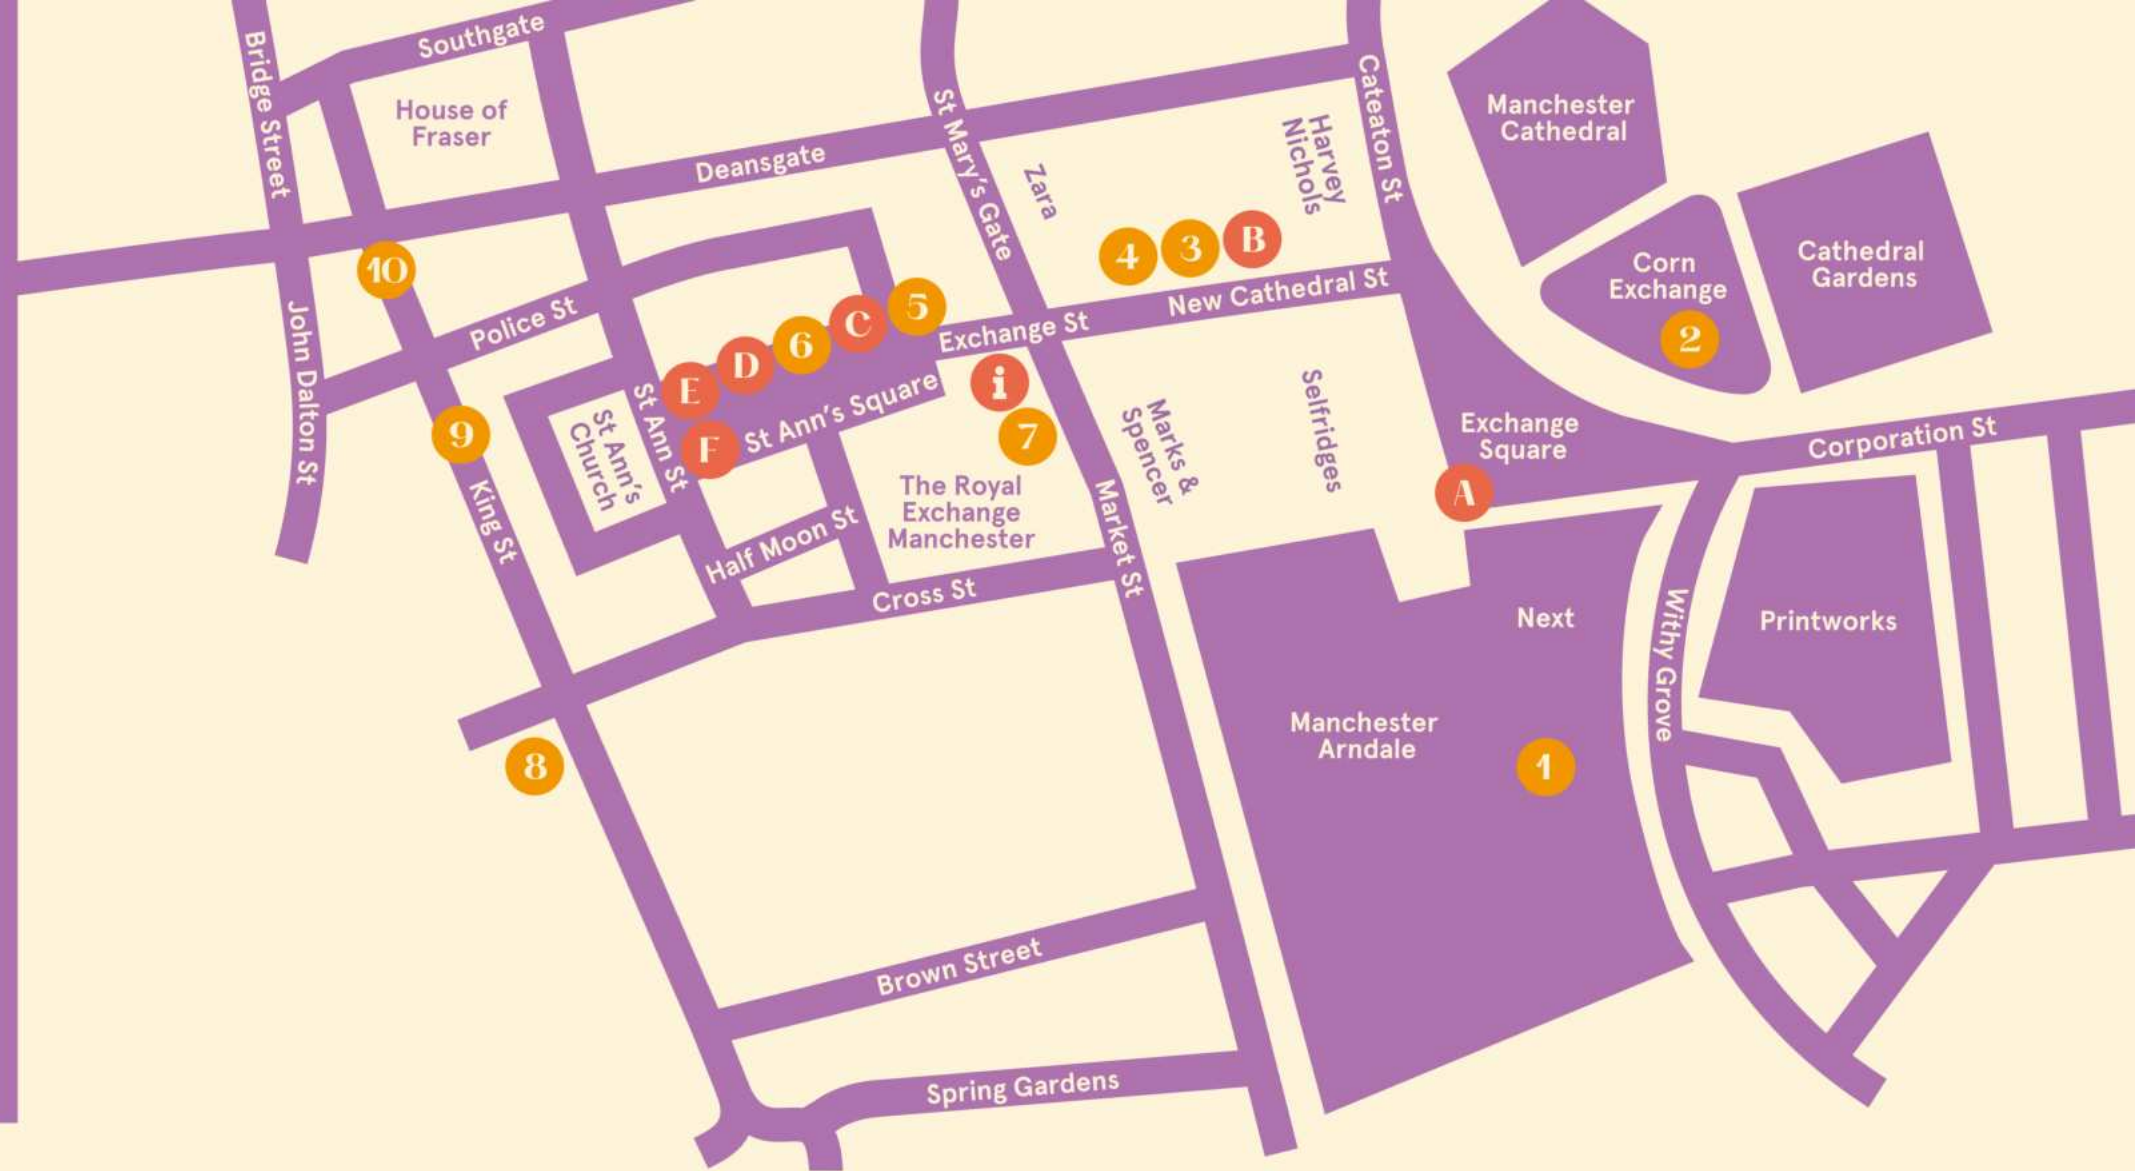 Southgate
Bridge Street
House of
Fraser
Deansgate
St Mary's Gate
Zara
Harvey
Nichols
Cateaton St
Manchester
Cathedral
Corn
Exchange
2
Cathedral
Gardens
10
4
3
B
New Cathedral St
Exchange St
Police St
John Dalton St
5
C
6
D
E
F
St Ann's Square
St Ann St
St Ann's
Church
i
7
9
King St
Marks &
Spencer
Selfridges
Exchange
Square
A
Corporation St
The Royal
Exchange
Manchester
Half Moon St
Cross St
Market St
Next
Withy Grove
Printworks
Manchester
Arndale
1
8
Brown Street
Spring Gardens